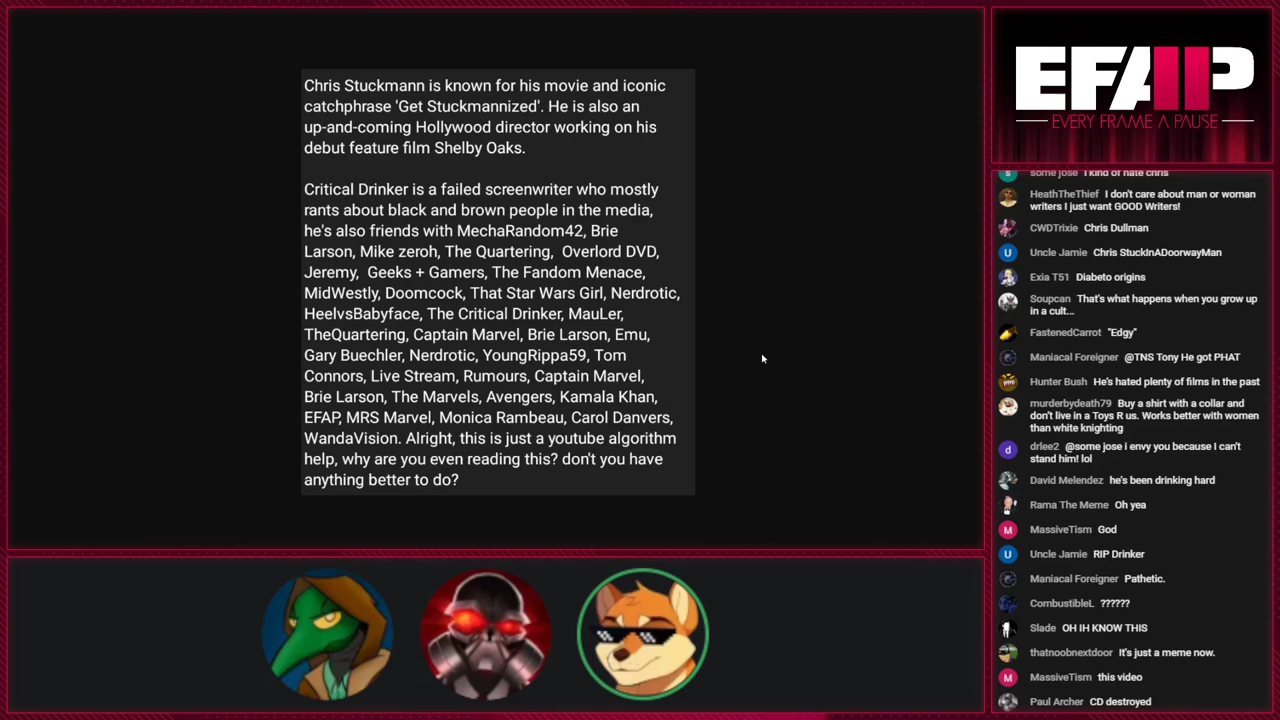 Chris Stuckmann is known for his movie and iconic
catchphrase 'Get Stuckmannized'. He is also an
up-and-coming Hollywood director working on his
debut feature film Shelby Oaks.
Critical Drinker is a failed screenwriter who mostly
rants about black and brown people in the media,
he's also friends with MechaRandom42, Brie
Larson, Mike zeroh, The Quartering,  Overlord DVD,
Jeremy,  Geeks + Gamers, The Fandom Menace,
MidWestly, Doomcock, That Star Wars Girl, Nerdrotic,
HeelvsBabyface, The Critical Drinker, MauLer,
TheQuartering, Captain Marvel, Brie Larson, Emu,
Gary Buechler, Nerdrotic, YoungRippa59, Tom
Connors, Live Stream, Rumours, Captain Marvel,
Brie Larson, The Marvels, Avengers, Kamala Khan,
EFAP, MRS Marvel, Monica Rambeau, Carol Danvers,
WandaVision. Alright, this is just a youtube algorithm
help, why are you even reading this? don't you have
anything better to do?
EFAP
EVERY FRAME A PAUSE
s some jose I kind of hate chris
HeathTheThief I don't care about man or woman
writers I just want GOOD Writers!
CWDTrixie Chris Dullman
U Uncle Jamie Chris StuckInADoorwayMan
Exia T51 Diabeto origins
Soupcan That's what happens when you grow up
in a cult...
FastenedCarrot "Edgy"
Maniacal Foreigner @TNS Tony He got PHAT
Hunter Bush He's hated plenty of films in the past
murderbydeath79 Buy a shirt with a collar and
don't live in a Toys R us. Works better with women
than white knighting
d drlee2 @some jose i envy you because I can't
stand him! lol
David Melendez he's been drinking hard
Rama The Meme Oh yea
M MassiveTism God
U Uncle Jamie RIP Drinker
Maniacal Foreigner Pathetic.
CombustibleL ??????
Slade OH IH KNOW THIS
thatnoobnextdoor It's just a meme now.
M MassiveTism this video
Paul Archer CD destroyed